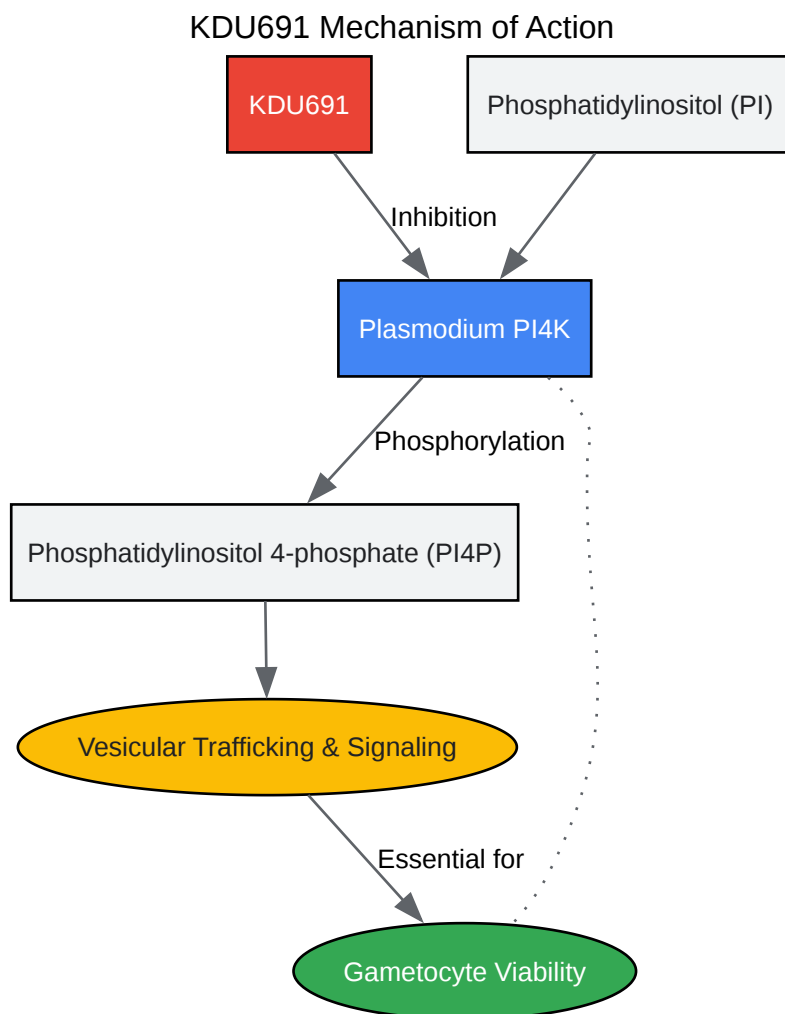 KDU691 Mechanism of Action
KDU691
Phosphatidylinositol (PI)
Inhibition
Plasmodium PI4K
Phosphorylation
Phosphatidylinositol 4-phosphate (PI4P)
Vesicular Trafficking & Signaling
Essential for
Gametocyte Viability